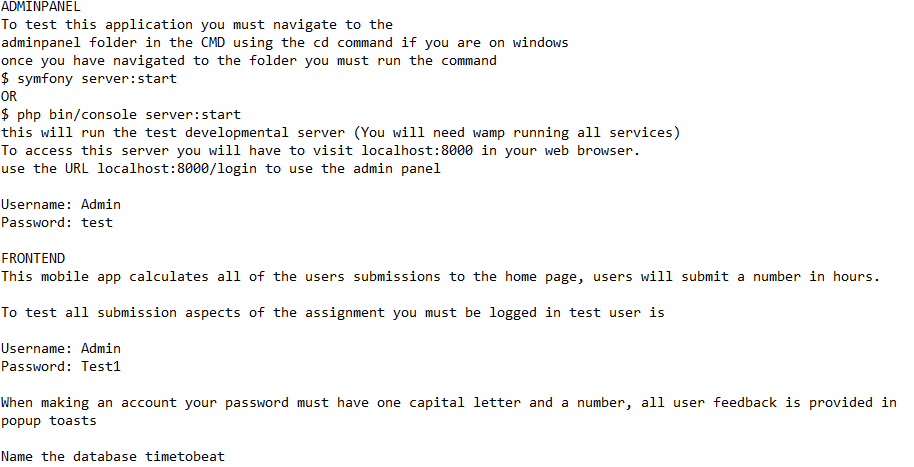 ADMINPANEL
To test this application you must navigate to the
adminpanel folder in the CMD using the cd command if you are on windows
once you have navigated to the folder you must run the command
$ symfony server:start
OR
$ php bin/console server:start
this will run the test developmental server (You will need wamp running all services)
To access this server you will have to visit localhost:8000 in your web browser.
use the URL localhost:8000/login to use the admin panel
Username: Admin
Password: test
FRONTEND
This mobile app calculates all of the users submissions to the home page, users will submit a number in hours.
To test all submission aspects of the assignment you must be logged in test user is
Username: Admin
Password: Test1
When making an account your password must have one capital letter and a number, all user feedback is provided in
popup toasts
Name the database timetobeat